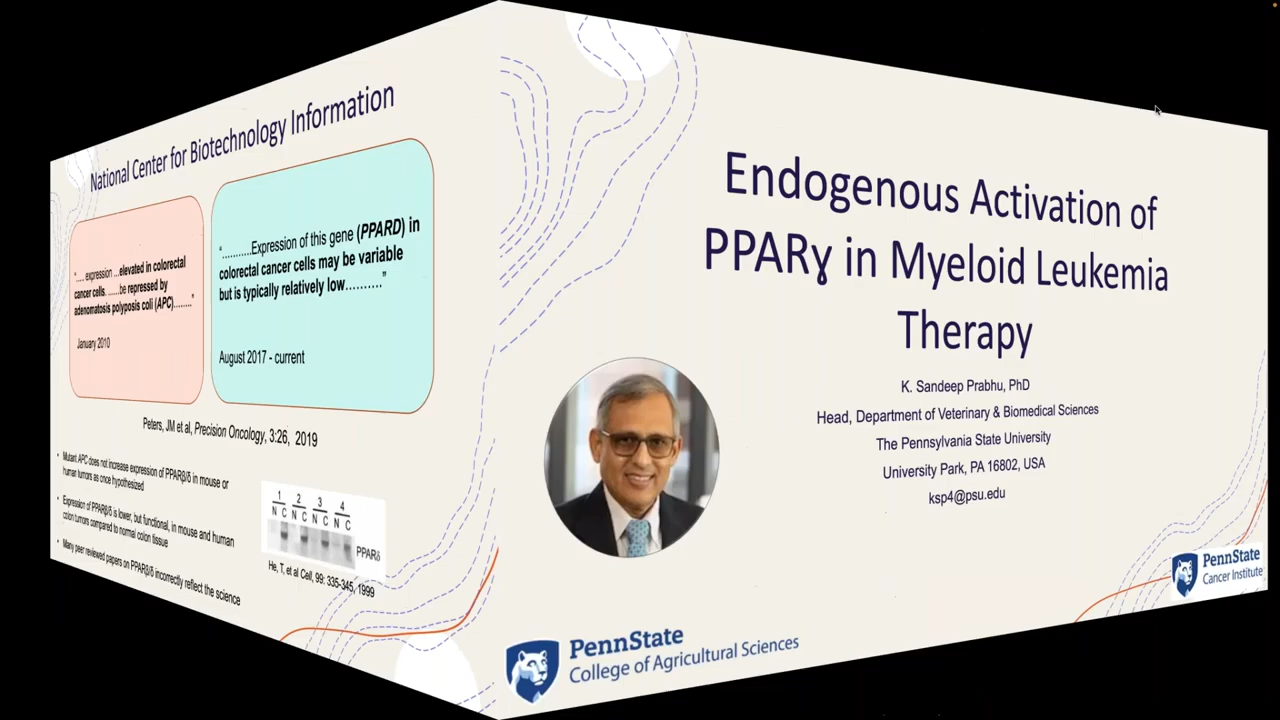 National Center for Biotechnology Information
“..... expression ...elevated in colorectal
cancer cells. ......be repressed by
adenomatosis polyposis coli (APC).......”
January 2010
“..........Expression of this gene (PPARD) in
colorectal cancer cells may be variable
but is typically relatively low..........”
August 2017 - current
Peters, JM et al, Precision Oncology, 3:26, 2019
• Mutant APC does not increase expression of PPARβ/δ in mouse or
human tumors as once hypothesized
• Expression of PPARβ/δ is lower, but functional, in mouse and human
colon tumors compared to normal colon tissue
• Many peer reviewed papers on PPARβ/δ incorrectly reflect the science
1 2 3 4
N C N C N C N C
PPARδ
He, T, et al Cell, 99: 335-345, 1999
Endogenous Activation of
PPARɣ in Myeloid Leukemia
Therapy
K. Sandeep Prabhu, PhD
Head, Department of Veterinary & Biomedical Sciences
The Pennsylvania State University
University Park, PA 16802, USA
ksp4@psu.edu
PennState
College of Agricultural Sciences
PennState
Cancer Institute